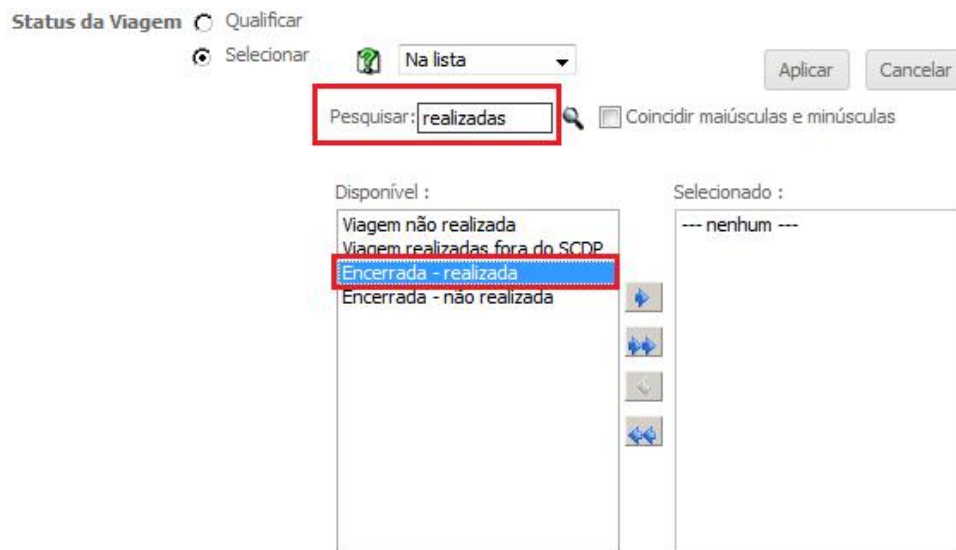 Status da Viagem Qualificar
Selecionar Na lista
Aplicar Cancelar
Pesquisar: realizadas Coincidir maiúsculas e minúsculas
Disponível : Selecionado :
Viagem não realizada --- nenhum ---
Viagem realizadas fora do SCDP
Encerrada - realizada
Encerrada - não realizada